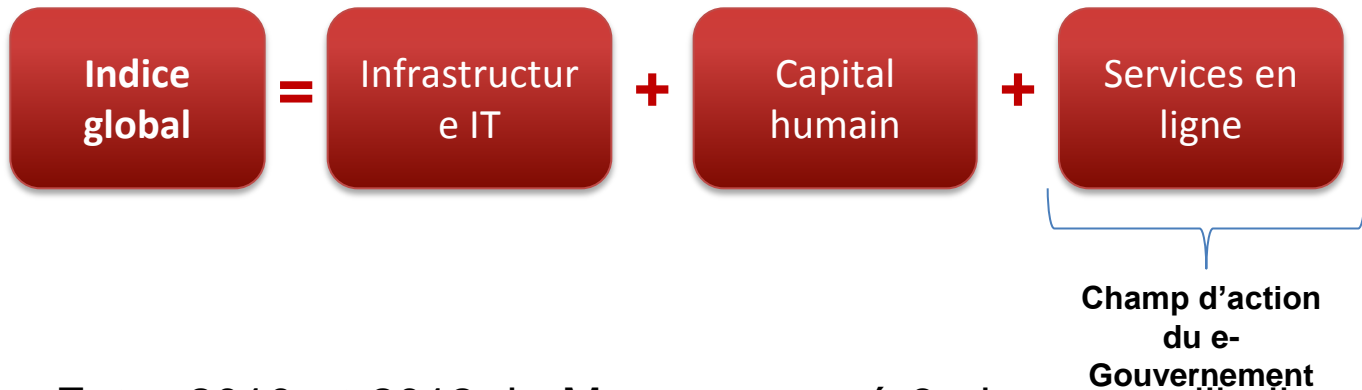 Indice
global
=
Infrastructur
e IT
+
Capital
humain
+
Services en
ligne
Champ d'action
du e-
Gouvernement